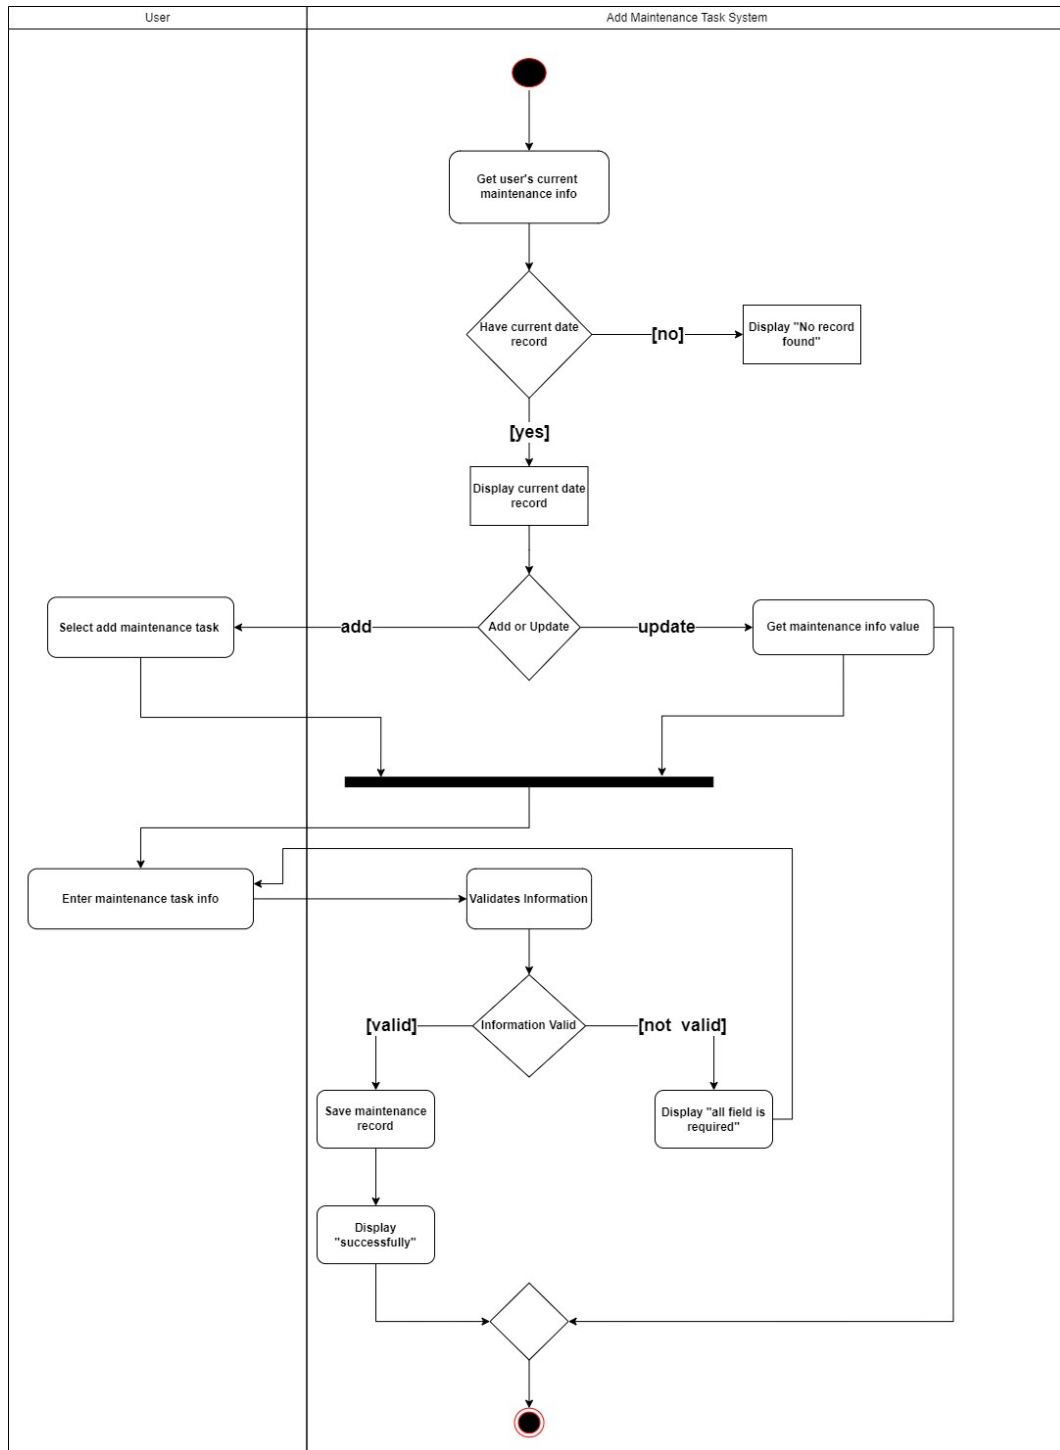 User
Add Maintenance Task System
Get user's current
maintenance info
Have current date
record
[no]
Display "No record
found"
[yes]
Display current date
record
Select add maintenance task
add
Add or Update
update
Get maintenance info value
Enter maintenance task info
Validates Information
[valid]
Information Valid
[not valid]
Save maintenance
record
Display "all field is
required"
Display
"successfully"